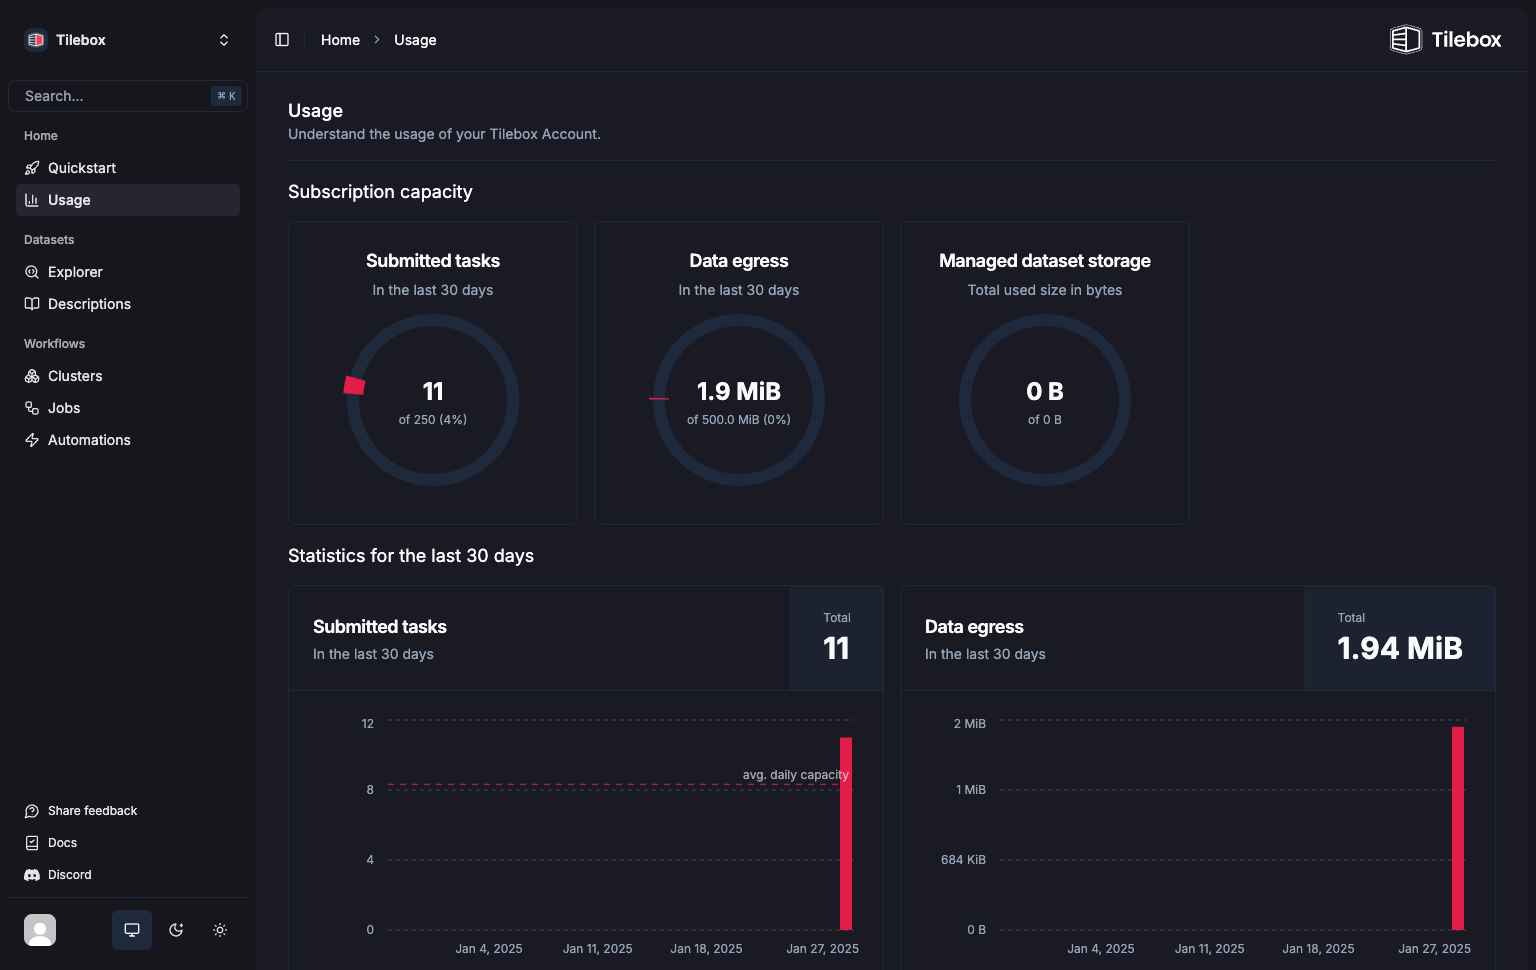 Tilebox
Search...
⌘ K
Home
Quickstart
Usage
Datasets
Explorer
Descriptions
Workflows
Clusters
Jobs
Automations
Share feedback
Docs
Discord
Home > Usage
Tilebox
Usage
Understand the usage of your Tilebox Account.
Subscription capacity
Submitted tasks
In the last 30 days
11
of 250 (4%)
Data egress
In the last 30 days
1.9 MiB
of 500.0 MiB (0%)
Managed dataset storage
Total used size in bytes
0 B
of 0 B
Statistics for the last 30 days
Submitted tasks
In the last 30 days
Total
11
12
avg. daily capacity
8
4
0
Jan 4, 2025 Jan 11, 2025 Jan 18, 2025 Jan 27, 2025
Data egress
In the last 30 days
Total
1.94 MiB
2 MiB
1 MiB
684 KiB
0 B
Jan 4, 2025 Jan 11, 2025 Jan 18, 2025 Jan 27, 2025